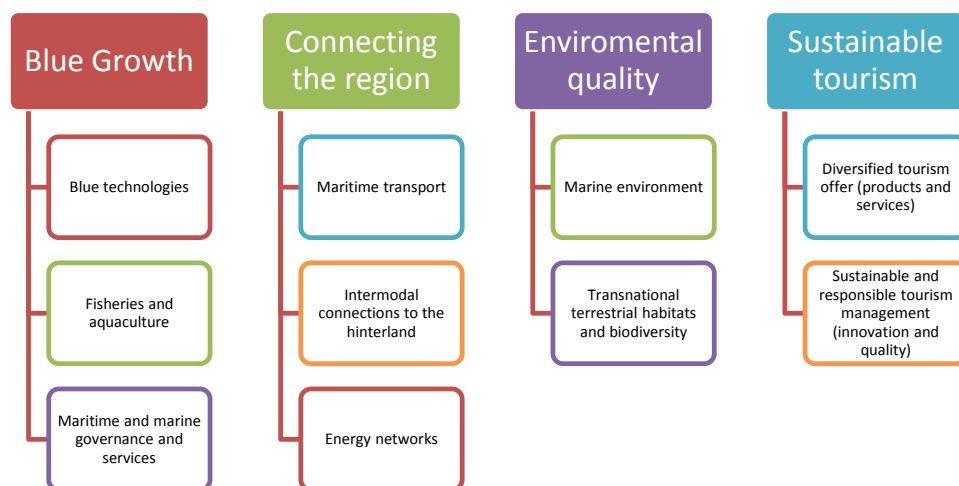 Blue Growth
Blue technologies
Fisheries and
aquaculture
Maritime and marine
governance and
services
Connecting
the region
Maritime transport
Intermodal
connections to the
hinterland
Energy networks
Enviromental
quality
Marine environment
Transnational
terrestrial habitats
and biodiversity
Sustainable
tourism
Diversified tourism
offer (products and
services)
Sustainable and
responsible tourism
management
(innovation and
quality)